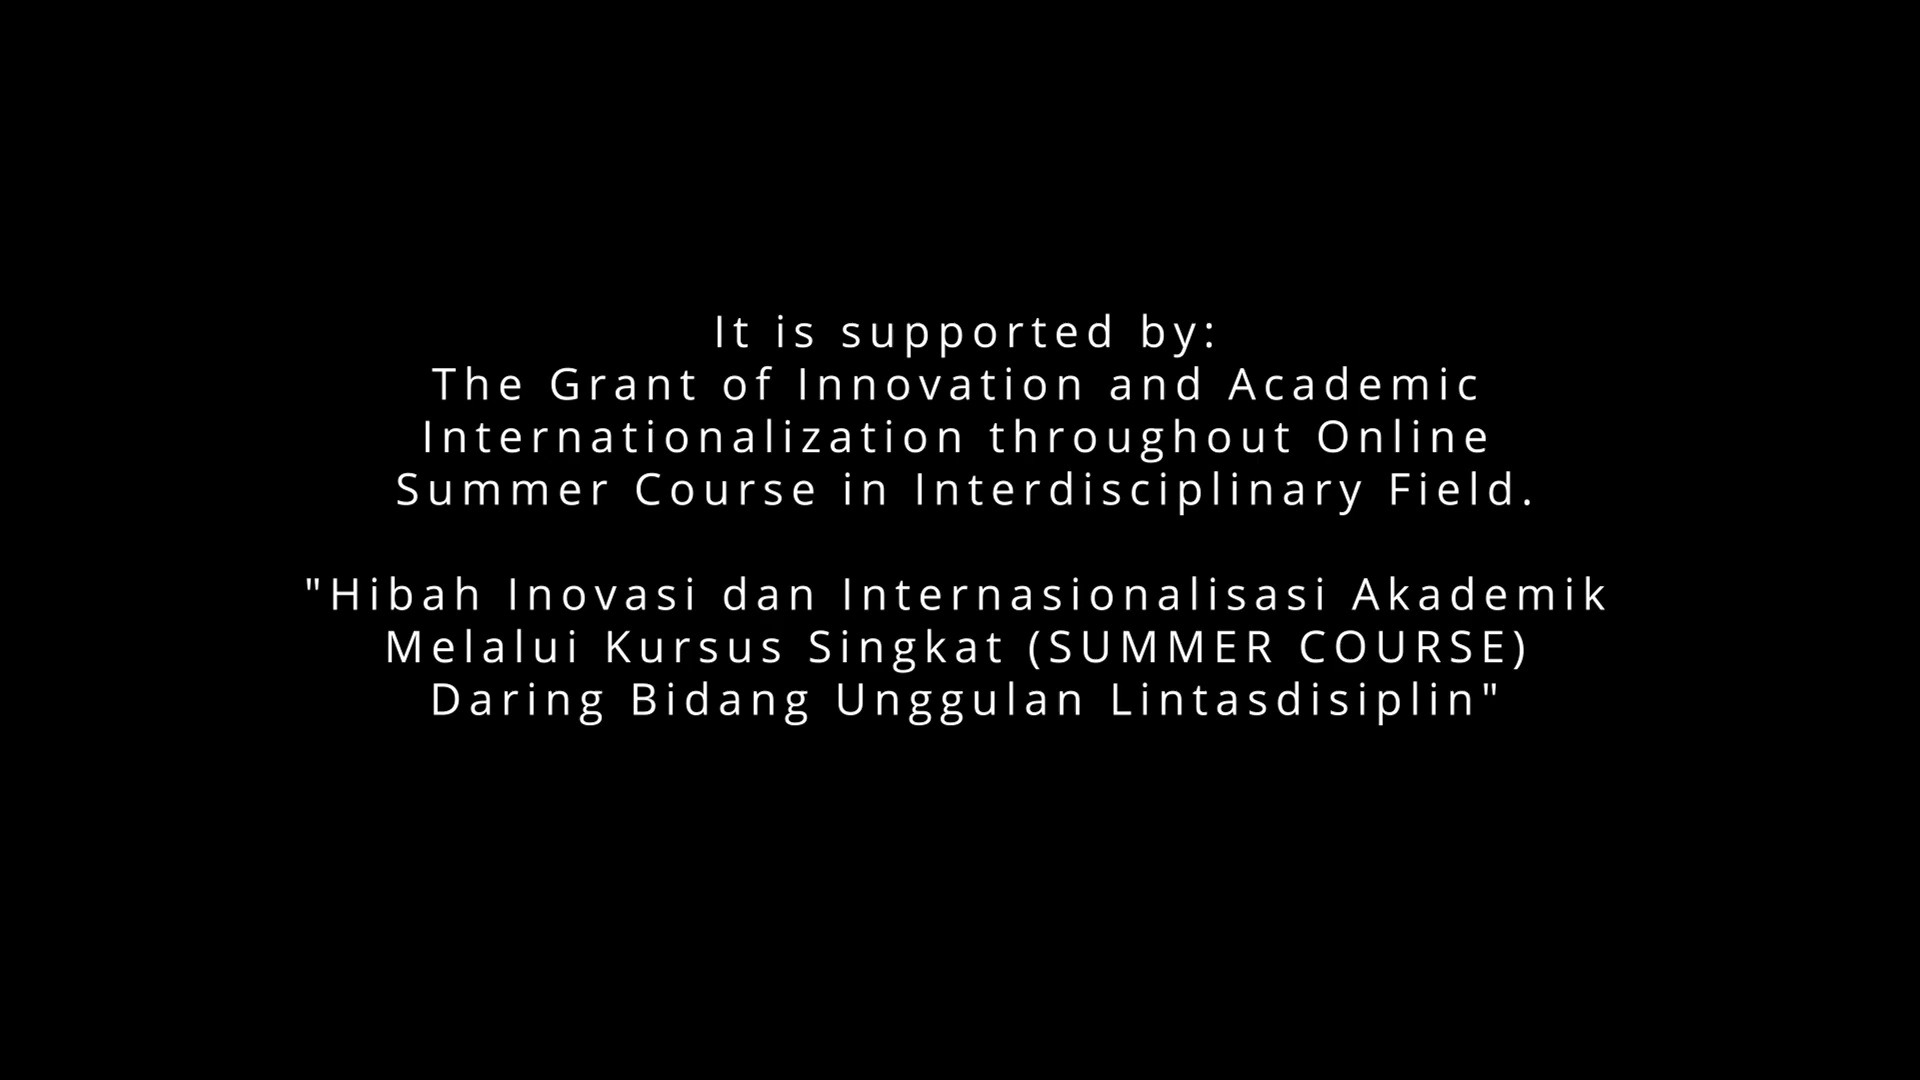 It is supported by:
The Grant of Innovation and Academic
Internationalization throughout Online
Summer Course in Interdisciplinary Field.
"Hibah Inovasi dan Internasionalisasi Akademik
Melalui Kursus Singkat (SUMMER COURSE)
Daring Bidang Unggulan Lintasdisiplin"